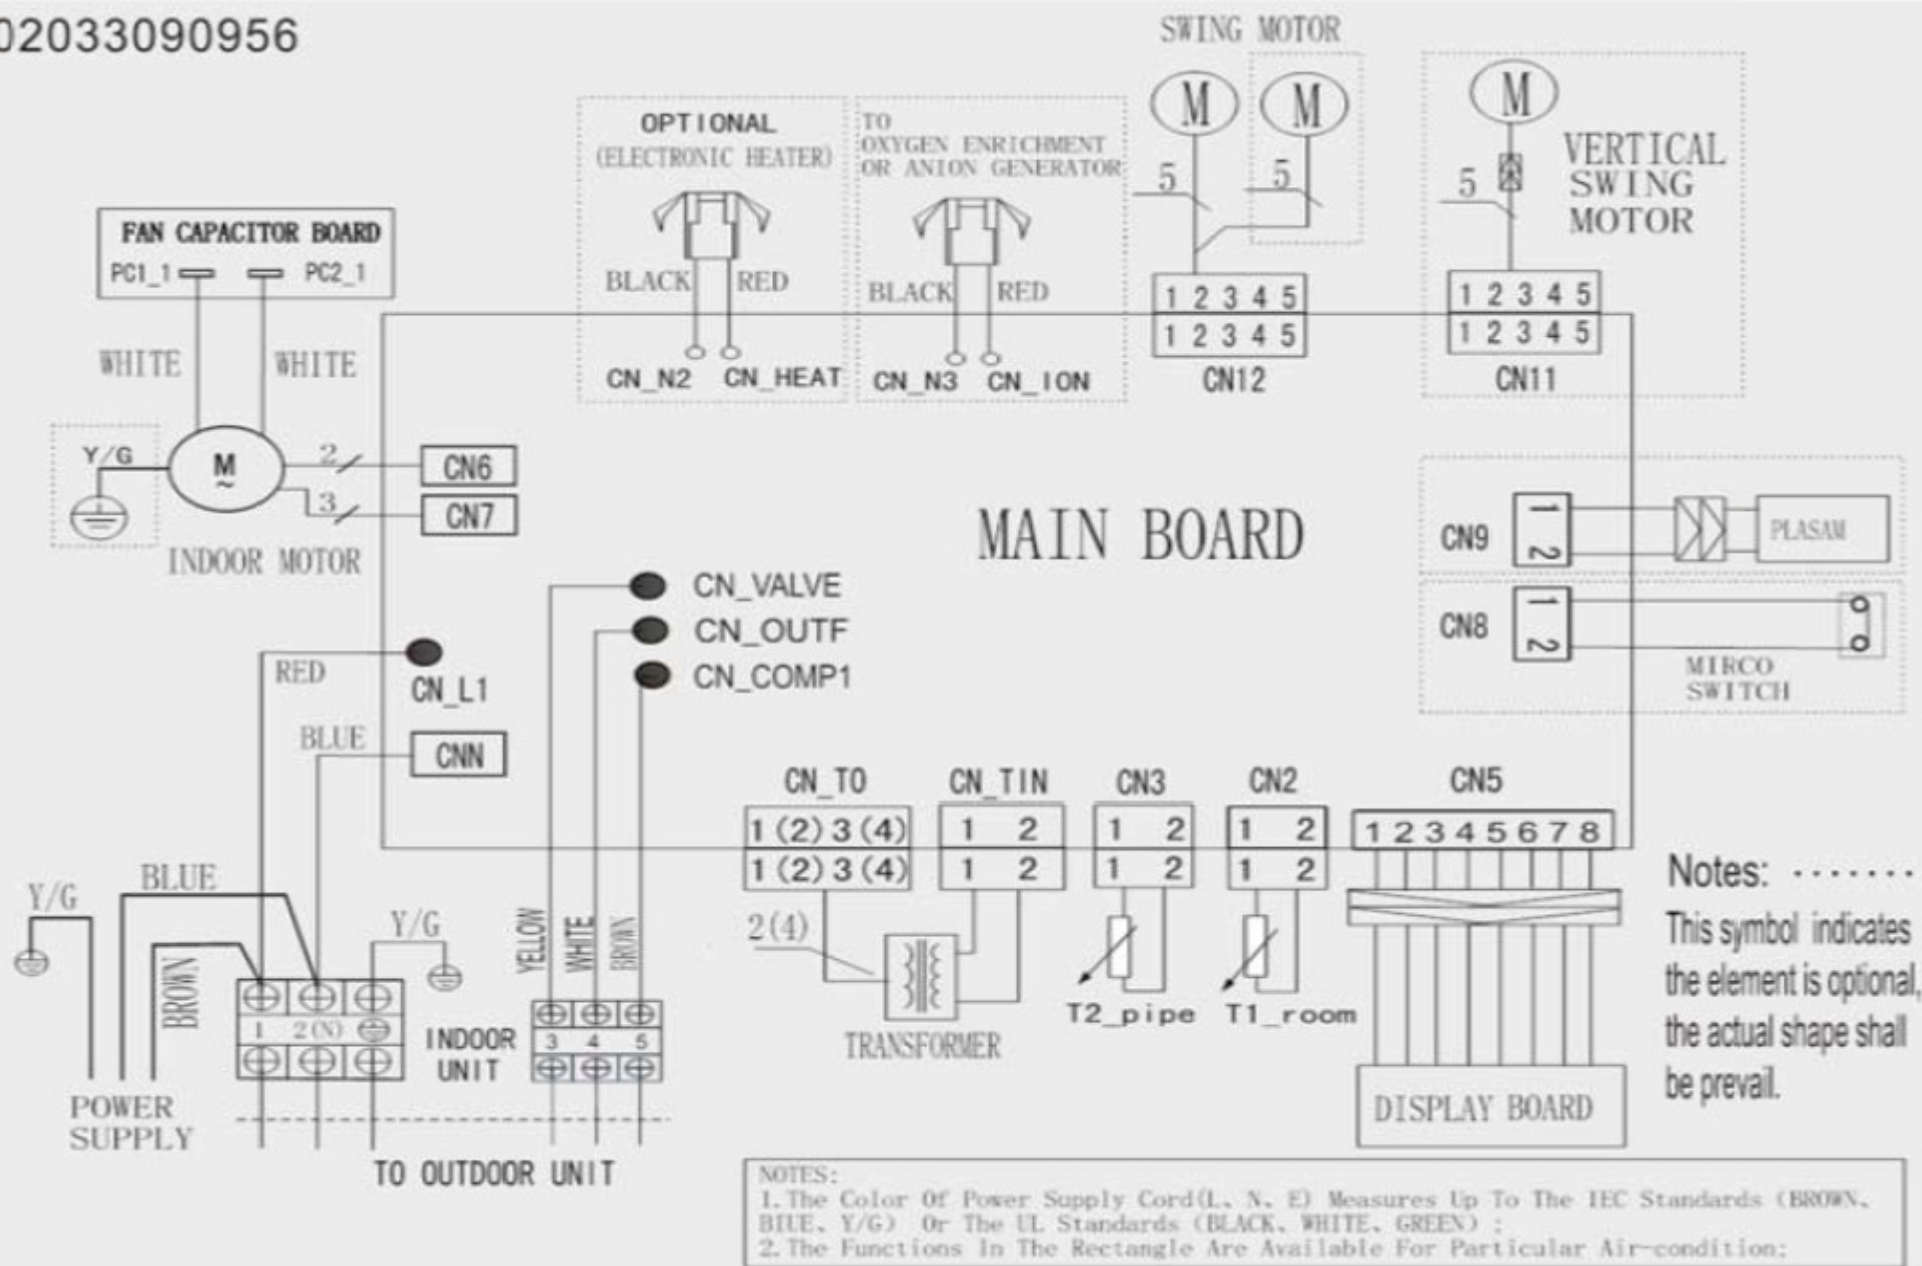 02033090956
SWING MOTOR
M
M
5
5
1 2 3 4 5
1 2 3 4 5
CN12
M
5
VERTICAL
SWING
MOTOR
1 2 3 4 5
1 2 3 4 5
CN11
OPTIONAL
(ELECTRONIC HEATER)
BLACK
RED
CN_N2
CN_HEAT
TO
OXYGEN ENRICHMENT
OR ANION GENERATOR
BLACK
RED
CN_N3
CN_ION
FAN CAPACITOR BOARD
PC1_1
PC2_1
WHITE
WHITE
Y/G
M
~
2
3
CN6
CN7
INDOOR MOTOR
MAIN BOARD
CN9
1
2
PLASAM
CN8
1
2
MIRCO
SWITCH
CN_VALVE
CN_OUTF
CN_COMP1
RED
CN_L1
BLUE
CNN
CN_TO
1(2)3(4)
1(2)3(4)
CN_TIN
1 2
1 2
CN3
1 2
1 2
CN2
1 2
1 2
CN5
1 2 3 4 5 6 7 8
2(4)
TRANSFORMER
T2_pipe
T1_room
DISPLAY BOARD
Y/G
BLUE
BROWN
Y/G
1
2(N)
INDOOR
UNIT
YELLOW
WHITE
BROWN
3 4 5
POWER
SUPPLY
TO OUTDOOR UNIT
Notes: .......
This symbol indicates
the element is optional,
the actual shape shall
be prevail.
NOTES:
1.The Color Of Power Supply Cord(L、N、E) Measures Up To The IEC Standards (BROWN、
BIUE、Y/G) Or The UL Standards (BLACK、WHITE、GREEN) ;
2.The Functions In The Rectangle Are Available For Particular Air-condition;